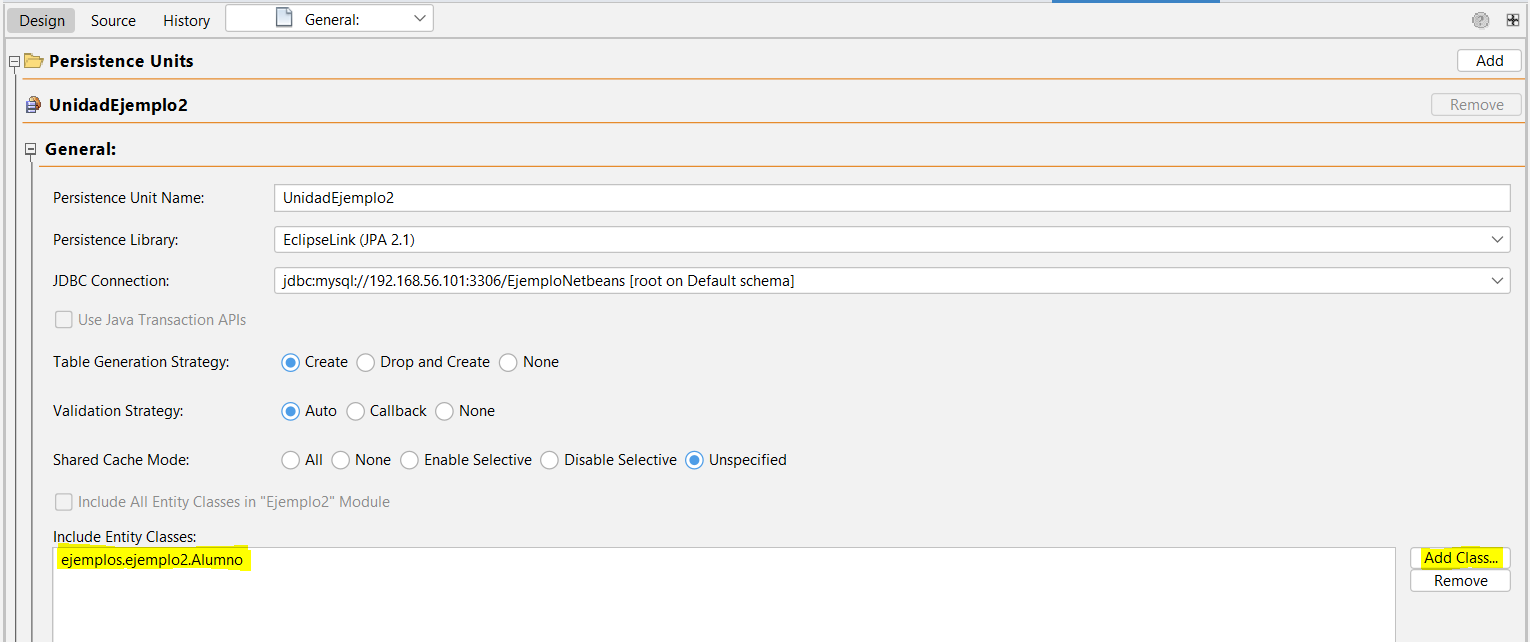 Design Source History General:
Persistence Units Add
UnidadEjemplo2 Remove
General:
Persistence Unit Name: UnidadEjemplo2
Persistence Library: EclipseLink (JPA 2.1)
JDBC Connection: jdbc:mysql://192.168.56.101:3306/EjemploNetbeans [root on Default schema]
Use Java Transaction APIs
Table Generation Strategy: Create Drop and Create None
Validation Strategy: Auto Callback None
Shared Cache Mode: All None Enable Selective Disable Selective Unspecified
Include All Entity Classes in "Ejemplo2" Module
Include Entity Classes:
ejemplos.ejemplo2.Alumno Add Class...
Remove